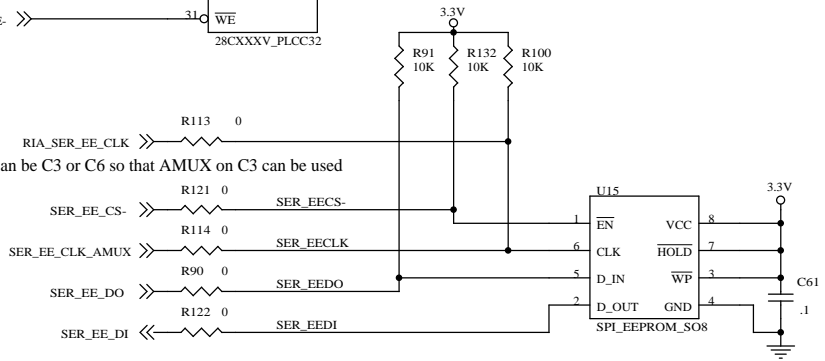 E-
31
WE
28CXXXV_PLCC32
3.3V
R91
10K
R132
10K
R100
10K
R113 0
RIA_SER_EE_CLK
an be C3 or C6 so that AMUX on C3 can be used
R121 0
SER_EE_CS-
SER_EECS-
R114 0
SER_EE_CLK_AMUX
SER_EECLK
R90 0
SER_EE_DO
SER_EEDO
R122 0
SER_EE_DI
SER_EEDI
U15
1
EN
VCC
8
6
CLK
HOLD
7
5
D_IN
WP
3
2
D_OUT
GND
4
SPI_EEPROM_SO8
3.3V
C61
.1